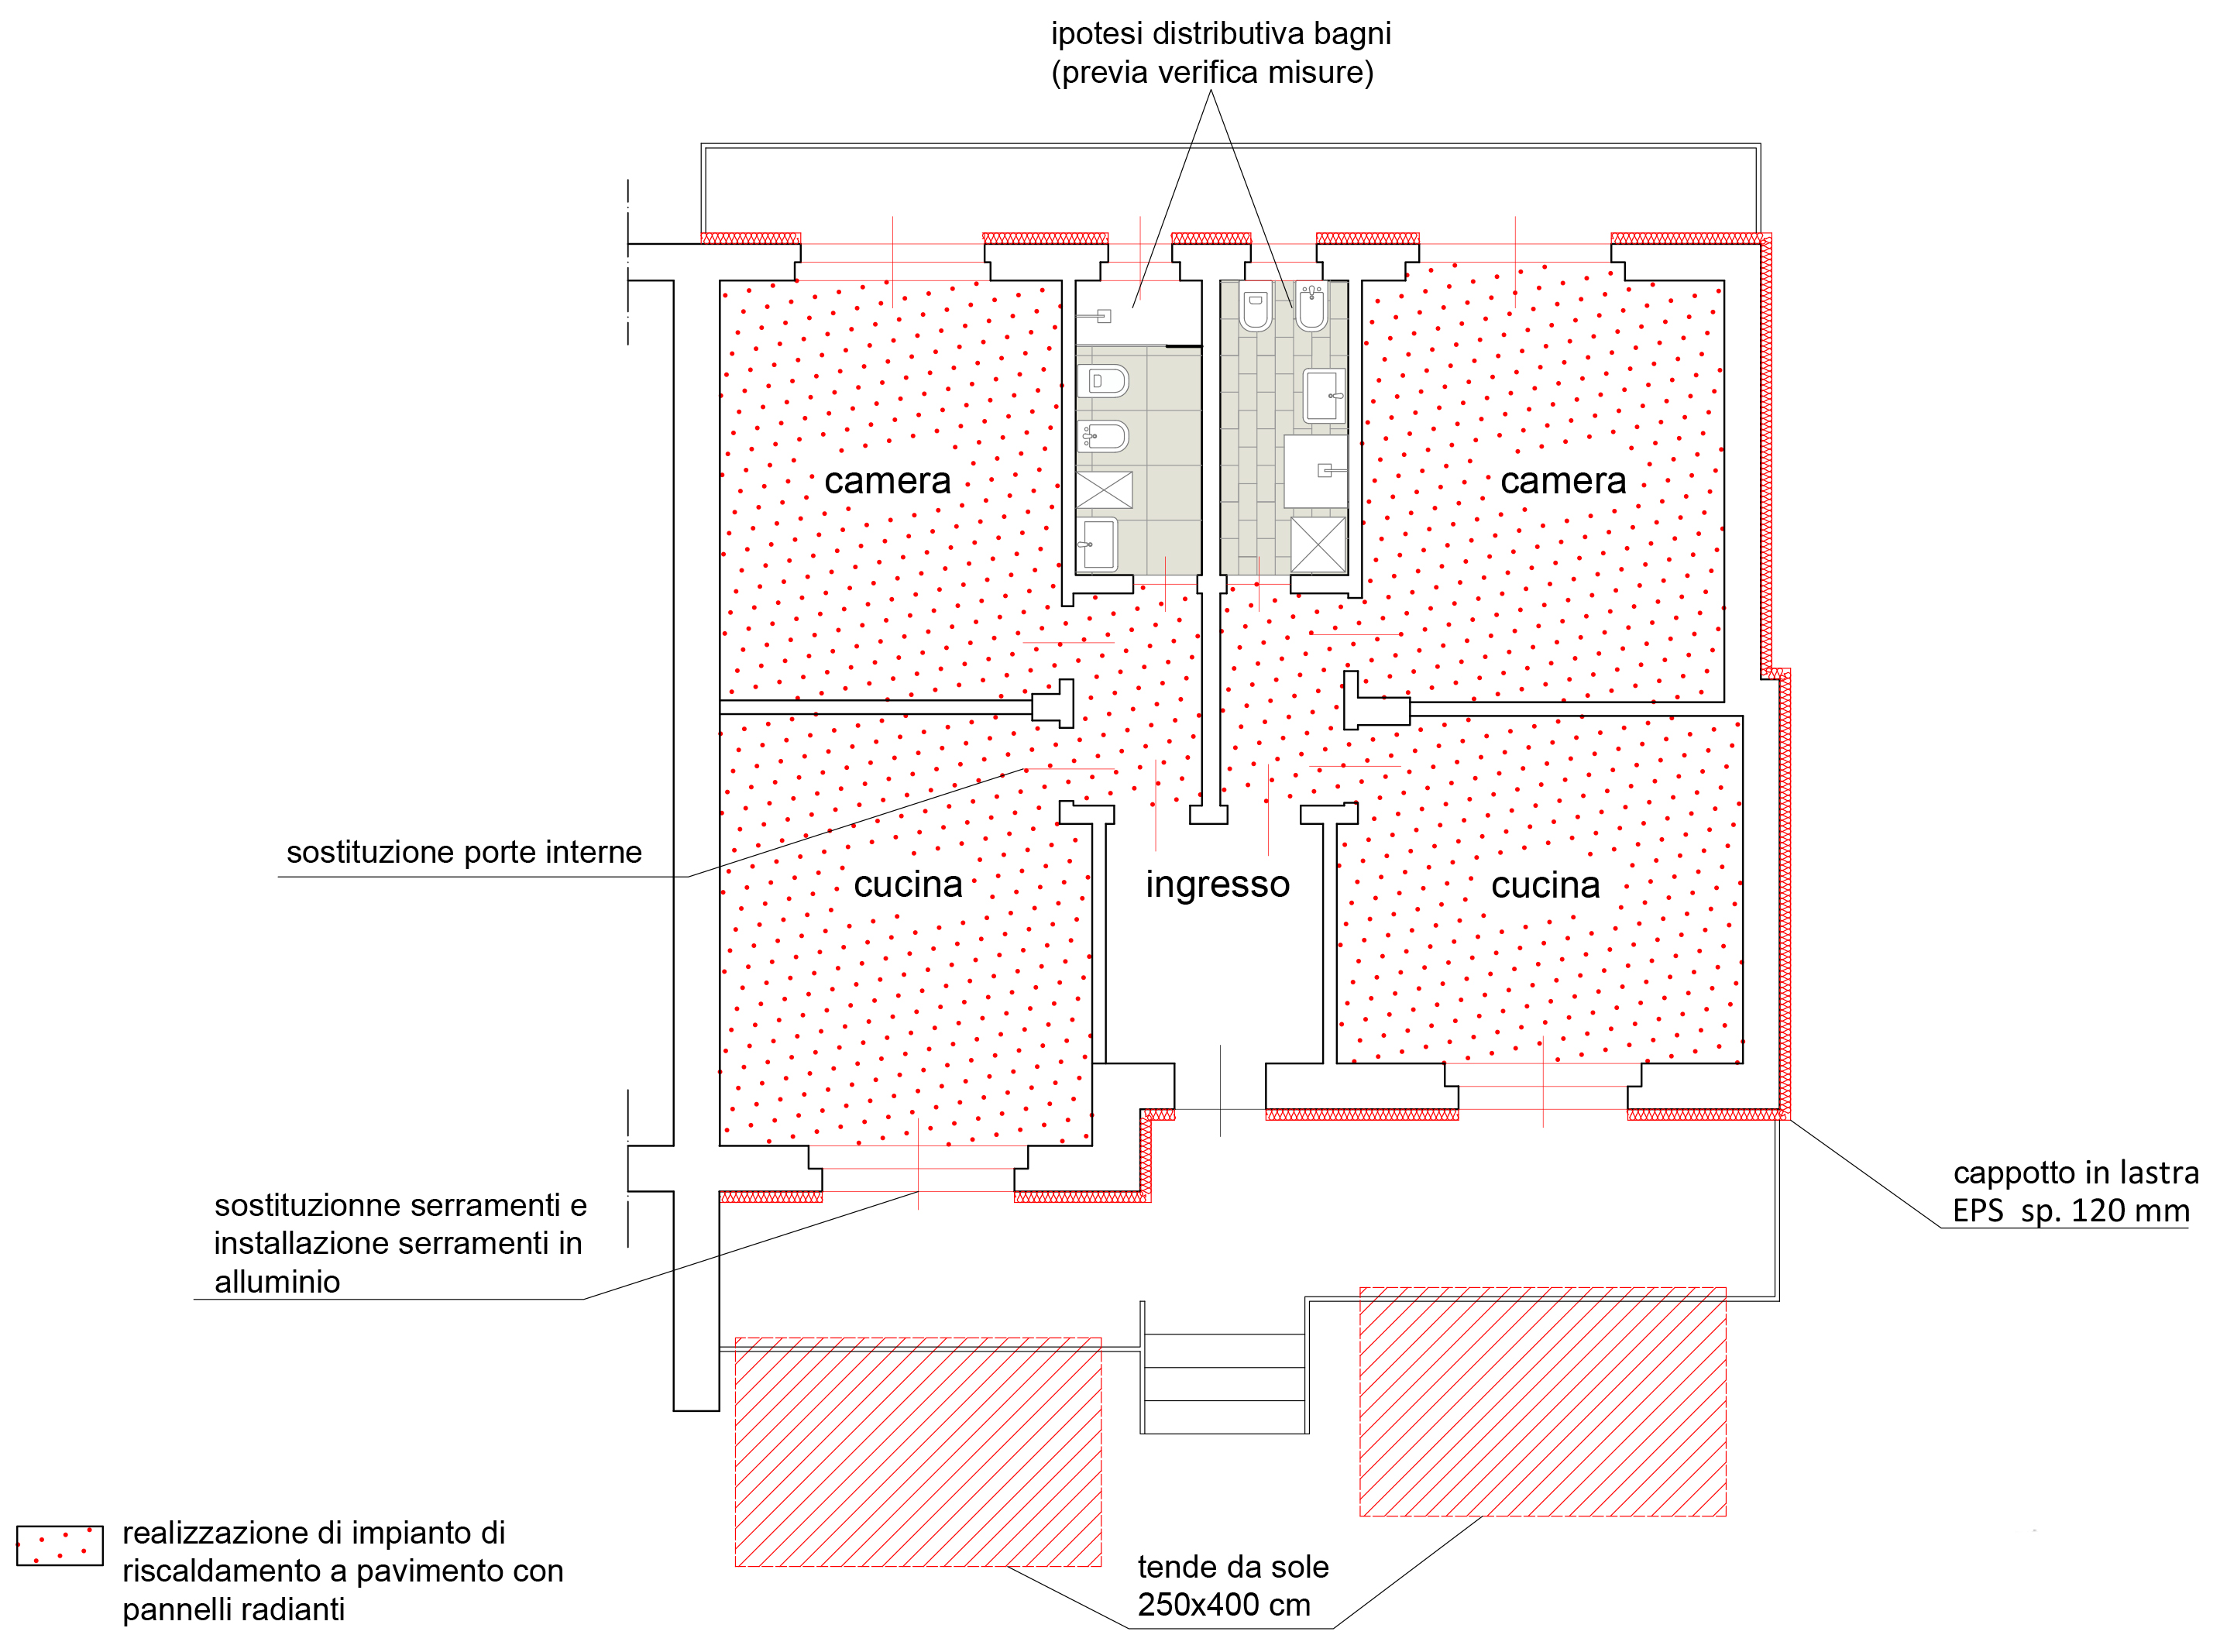 ipotesi distributiva bagni
(previa verifica misure)
camera
camera
sostituzione porte interne
cucina
ingresso
cucina
cappotto in lastra
EPS  sp. 120 mm
sostituzionne serramenti e
installazione serramenti in
alluminio
realizzazione di impianto di
riscaldamento a pavimento con
pannelli radianti
tende da sole
250x400 cm